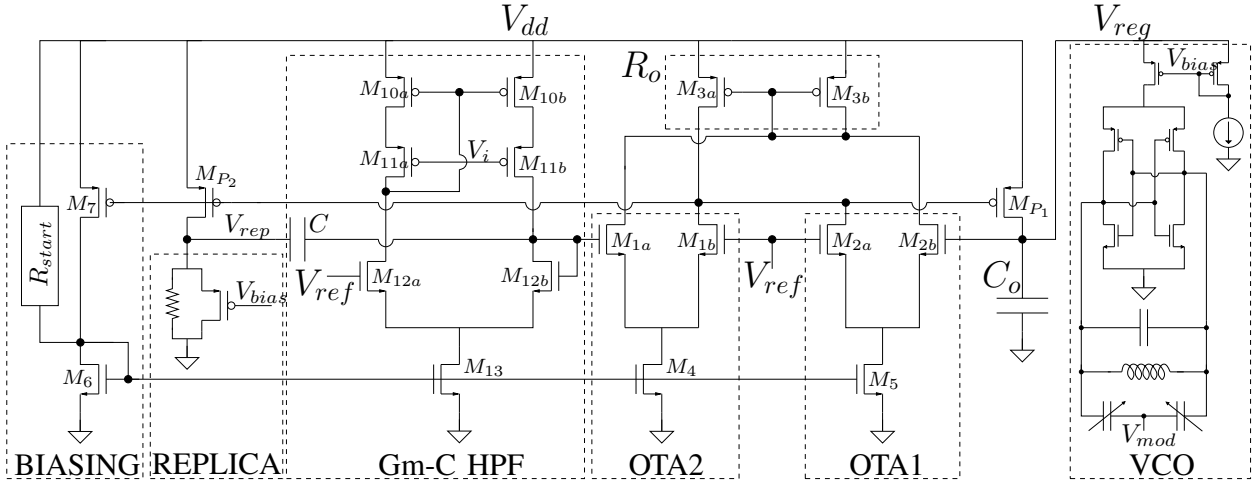 V_dd
V_reg
R_o
M_10a
M_10b
M_3a
M_3b
V_bias
M_11a
V_i
M_11b
M_7
M_P2
M_P1
V_rep
C
M_1a
M_1b
M_2a
M_2b
R_start
V_ref
M_12a
M_12b
V_ref
C_o
V_bias
M_6
M_13
M_4
M_5
V_mod
BIASING
REPLICA
Gm-C HPF
OTA2
OTA1
VCO